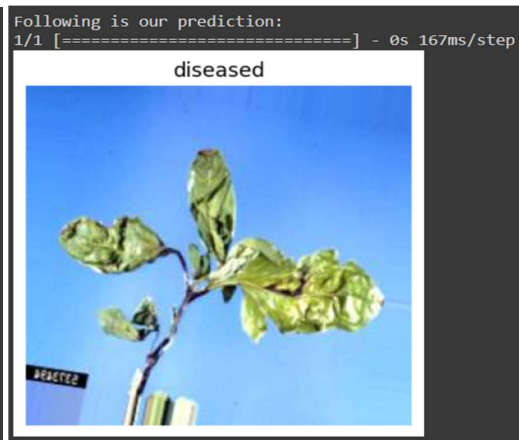 Following is our prediction:
1/1 [==============================] - 0s 167ms/step
diseased